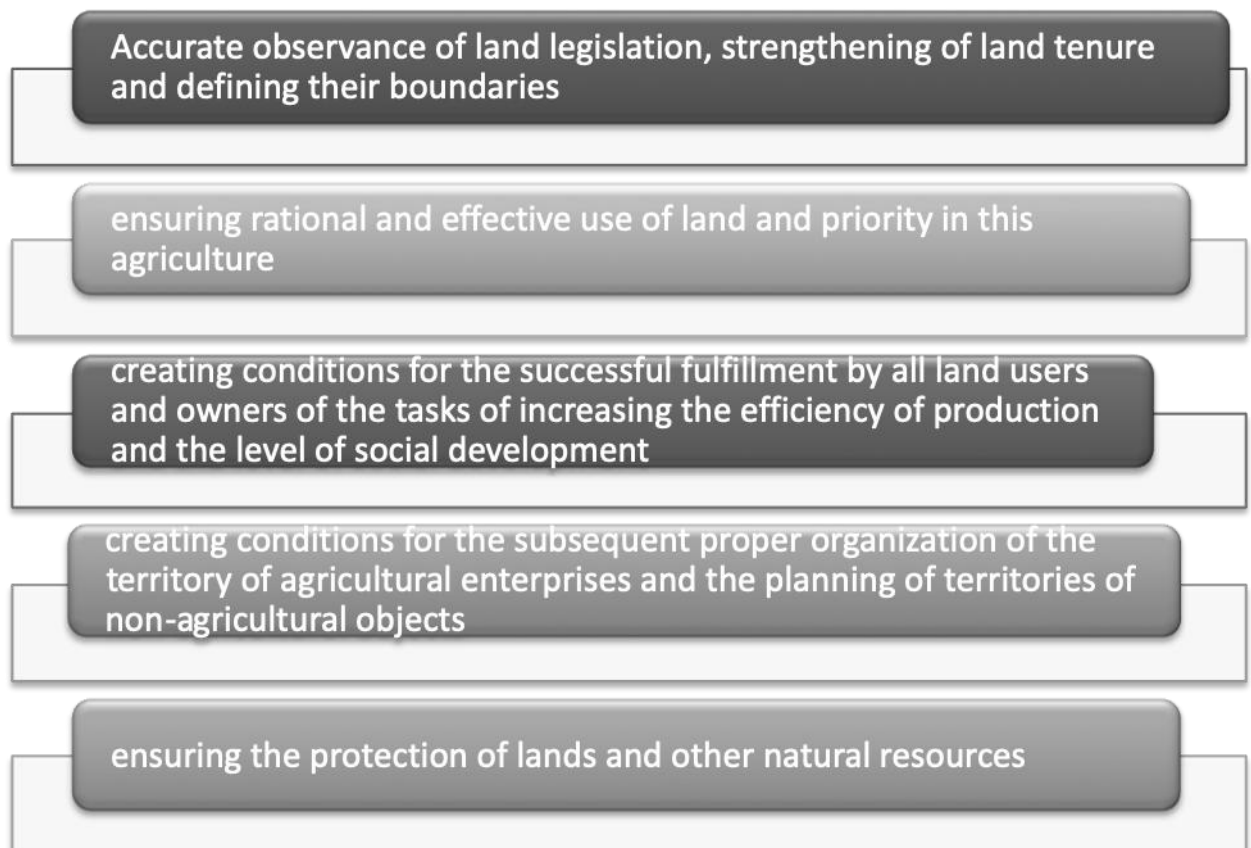 Accurate observance of land legislation, strengthening of land tenure
and defining their boundaries
ensuring rational and effective use of land and priority in this
agriculture
creating conditions for the successful fulfillment by all land users
and owners of the tasks of increasing the efficiency of production
and the level of social development
creating conditions for the subsequent proper organization of the
territory of agricultural enterprises and the planning of territories of
non-agricultural objects
ensuring the protection of lands and other natural resources